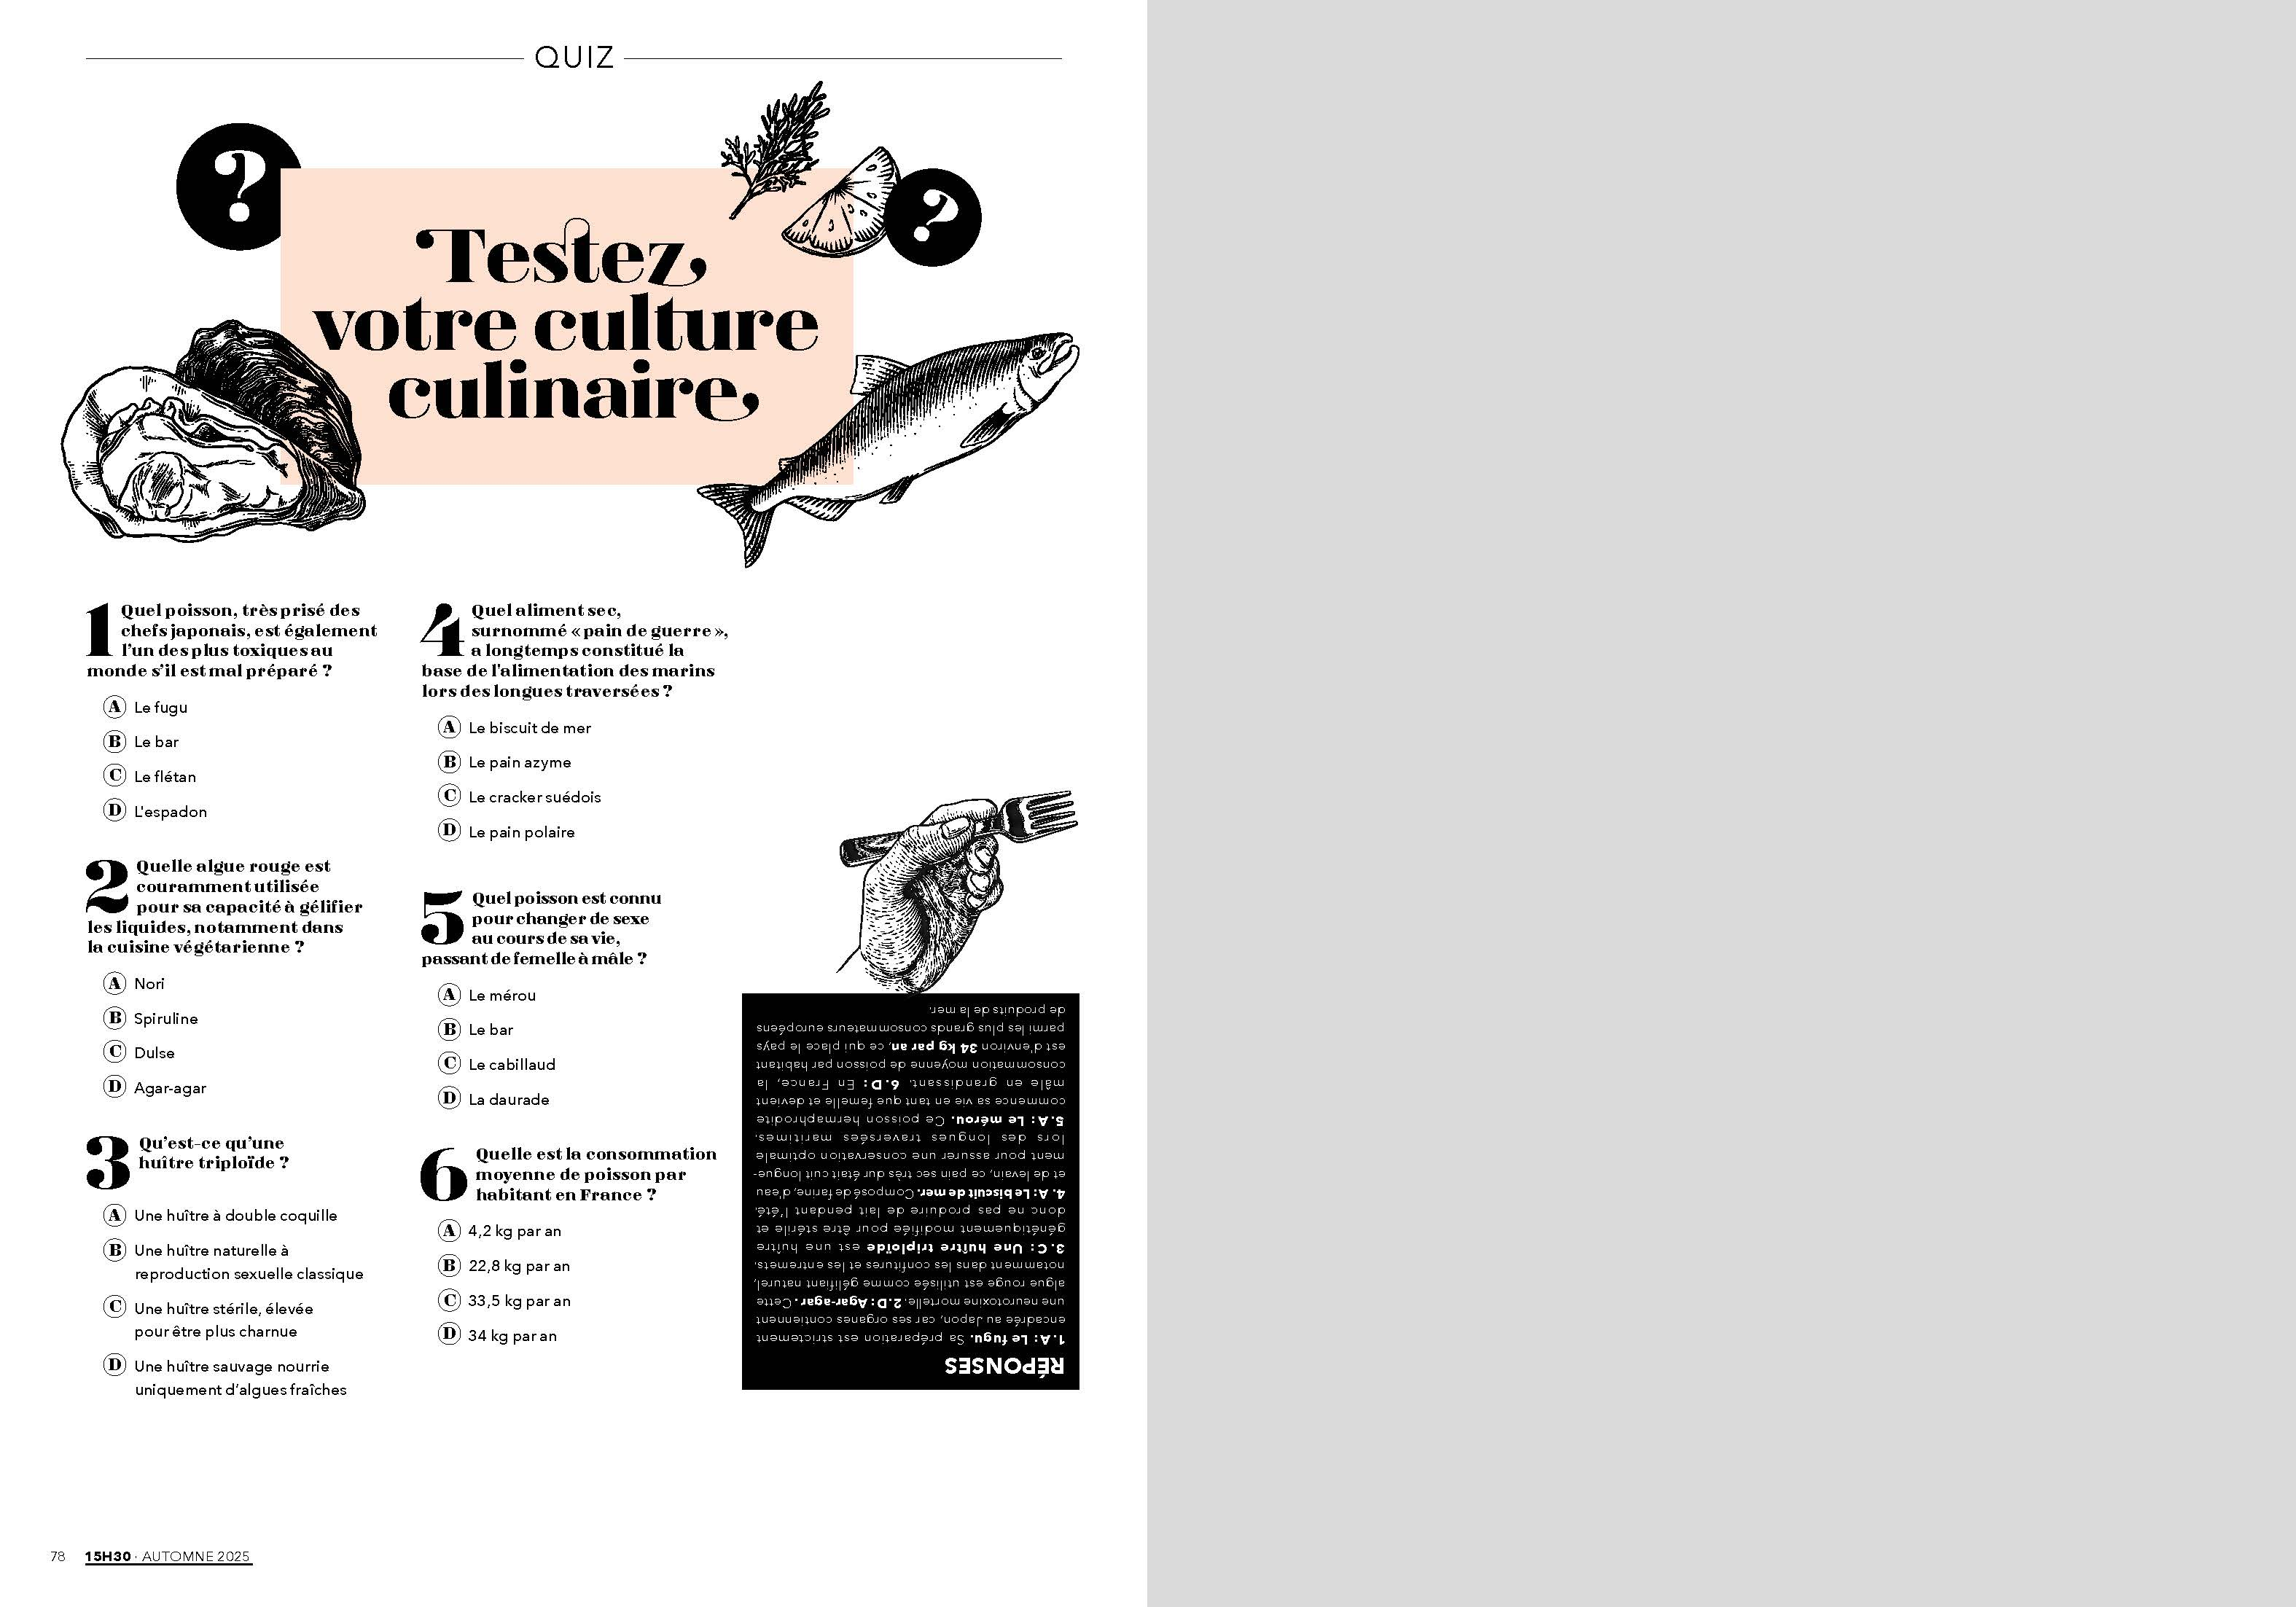 QUIZ
?
?
Testez
votre culture
culinaire
1 Quel poisson, très prisé des
chefs japonais, est également
l’un des plus toxiques au
monde s’il est mal préparé ?
A Le fugu
B Le bar
C Le flétan
D L'espadon
2 Quelle algue rouge est
couramment utilisée
pour sa capacité à gélifier
les liquides, notamment dans
la cuisine végétarienne ?
A Nori
B Spiruline
C Dulse
D Agar-agar
3 Qu’est-ce qu’une
huître triploïde ?
A Une huître à double coquille
B Une huître naturelle à
reproduction sexuelle classique
C Une huître stérile, élevée
pour être plus charnue
D Une huître sauvage nourrie
uniquement d’algues fraîches
4 Quel aliment sec,
surnommé « pain de guerre »,
a longtemps constitué la
base de l'alimentation des marins
lors des longues traversées ?
A Le biscuit de mer
B Le pain azyme
C Le cracker suédois
D Le pain polaire
5 Quel poisson est connu
pour changer de sexe
au cours de sa vie,
passant de femelle à mâle ?
A Le mérou
B Le bar
C Le cabillaud
D La daurade
6 Quelle est la consommation
moyenne de poisson par
habitant en France ?
A 4,2 kg par an
B 22,8 kg par an
C 33,5 kg par an
D 34 kg par an
RÉPONSES
1. A : Le fugu. Sa préparation est strictement
encadrée au Japon, car ses organes contiennent
une neurotoxine mortelle. 2. D : Agar-agar. Cette
algue rouge est utilisée comme gélifiant naturel,
notamment dans les confitures et les entremets.
3. C : Une huître triploïde est une huître
génétiquement modifiée pour être stérile et
donc ne pas produire de lait pendant l’été.
4. A : Le biscuit de mer. Composé de farine, d’eau
et de levain, ce pain sec très dur était cuit longue-
ment pour assurer une conservation optimale
lors des longues traversées maritimes.
5. A : Le mérou. Ce poisson hermaphrodite
commence sa vie en tant que femelle et devient
mâle en grandissant. 6. D : En France, la
consommation moyenne de poisson par habitant
est d’environ 34 kg par an, ce qui place le pays
parmi les plus grands consommateurs européens
de produits de la mer.
78 15H30 · AUTOMNE 2025